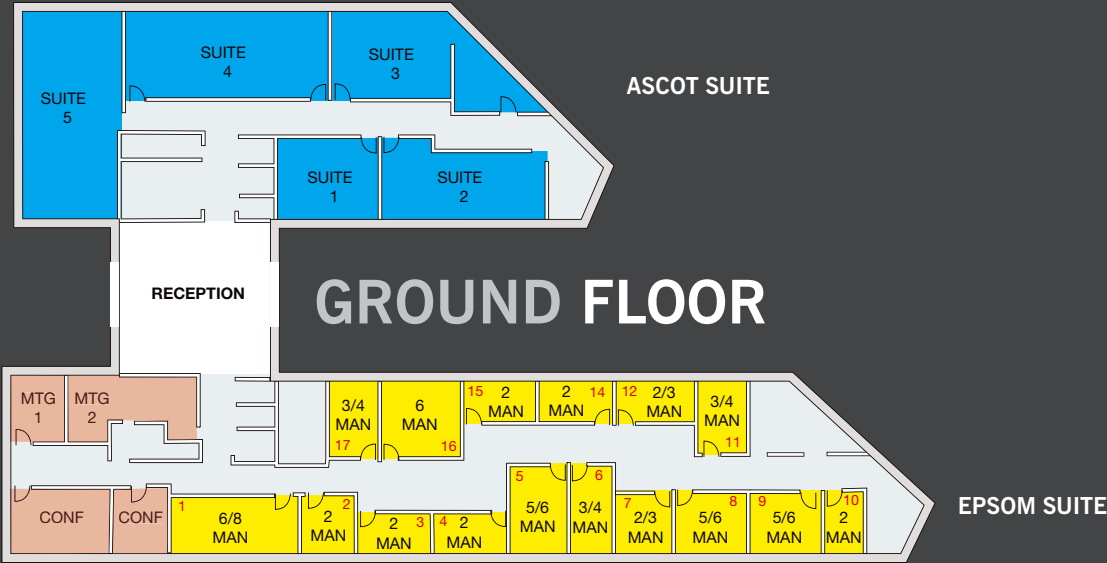 SUITE
4
SUITE
3
SUITE
5
ASCOT SUITE
SUITE
1
SUITE
2
RECEPTION
GROUND FLOOR
MTG
1
MTG
2
3/4
MAN
17
6
MAN
16
15
2
MAN
2
MAN
14
12
2/3
MAN
3/4
MAN
11
CONF
CONF
1
6/8
MAN
2
2
MAN
2
MAN
3
4
2
MAN
5
5/6
MAN
6
3/4
MAN
7
2/3
MAN
8
5/6
MAN
9
5/6
MAN
10
2
MAN
EPSOM SUITE